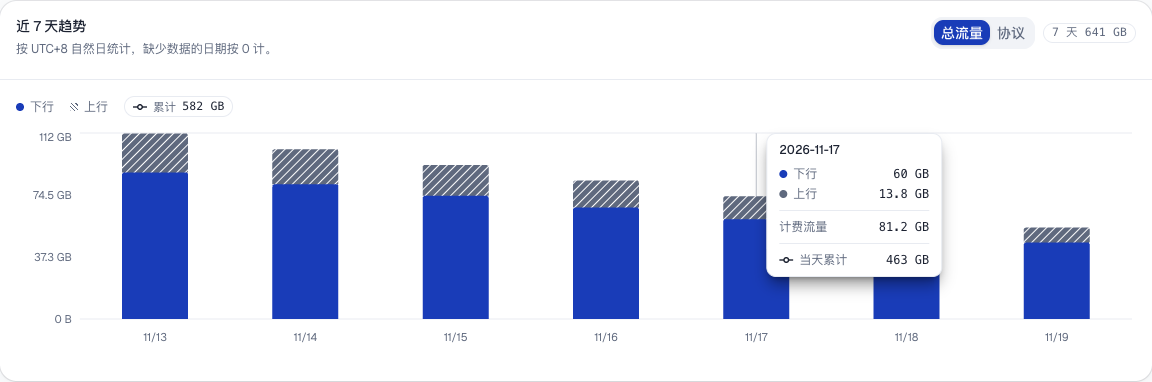 近 7 天趋势
按 UTC+8 自然日统计，缺少数据的日期按 0 计。
总流量 协议 7 天 641 GB
下行 上行 累计 582 GB
112 GB
74.5 GB
37.3 GB
0 B
2026-11-17
下行 60 GB
上行 13.8 GB
计费流量 81.2 GB
当天累计 463 GB
11/13 11/14 11/15 11/16 11/17 11/18 11/19